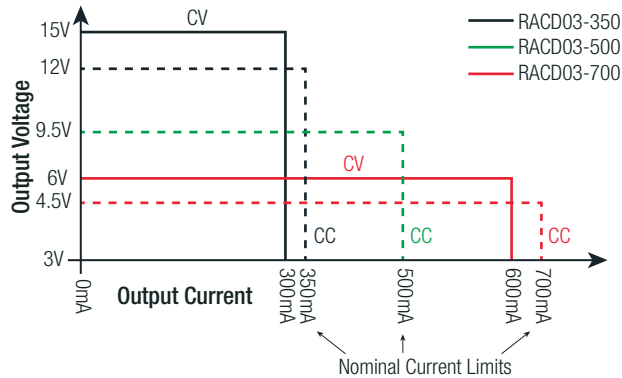 CV
RACD03-350
RACD03-500
RACD03-700
Output Voltage
15V
12V
9.5V
6V
4.5V
3V
CV
CC
CC
CC
0mA
Output Current
300mA
350mA
500mA
600mA
700mA
Nominal Current Limits